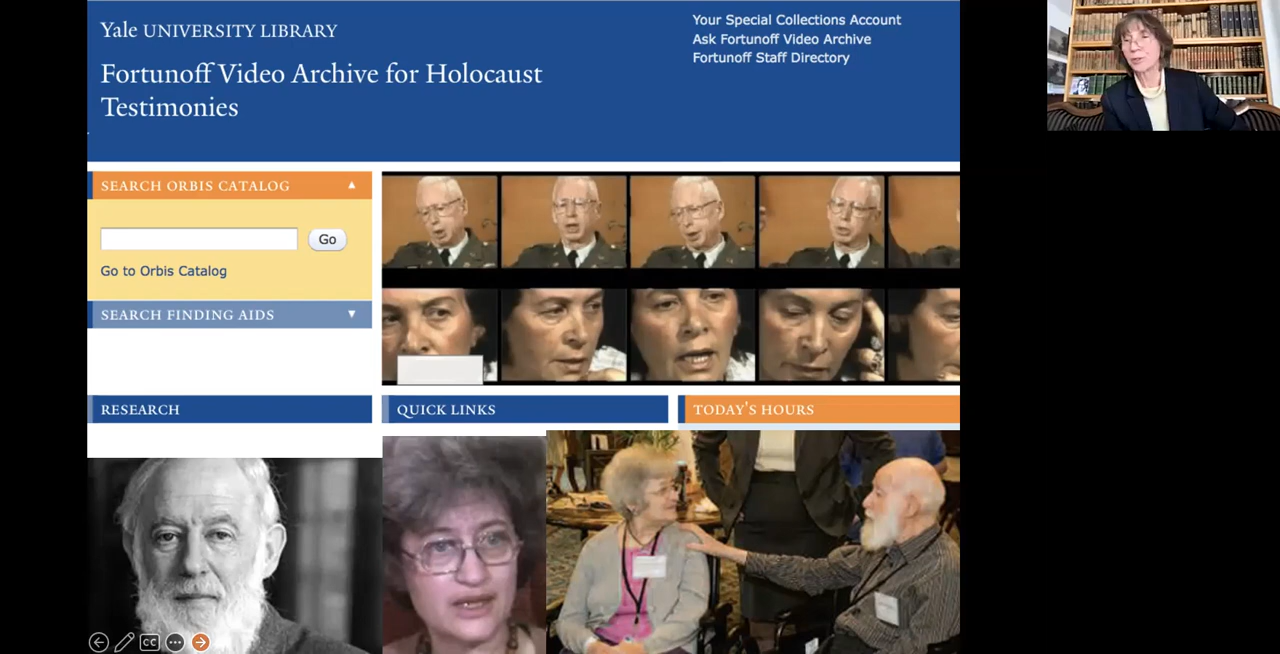 Yale UNIVERSITY LIBRARY
Fortunoff Video Archive for Holocaust
Testimonies
Your Special Collections Account
Ask Fortunoff Video Archive
Fortunoff Staff Directory
SEARCH ORBIS CATALOG
Go
Go to Orbis Catalog
SEARCH FINDING AIDS
RESEARCH
QUICK LINKS
TODAY'S HOURS
CC